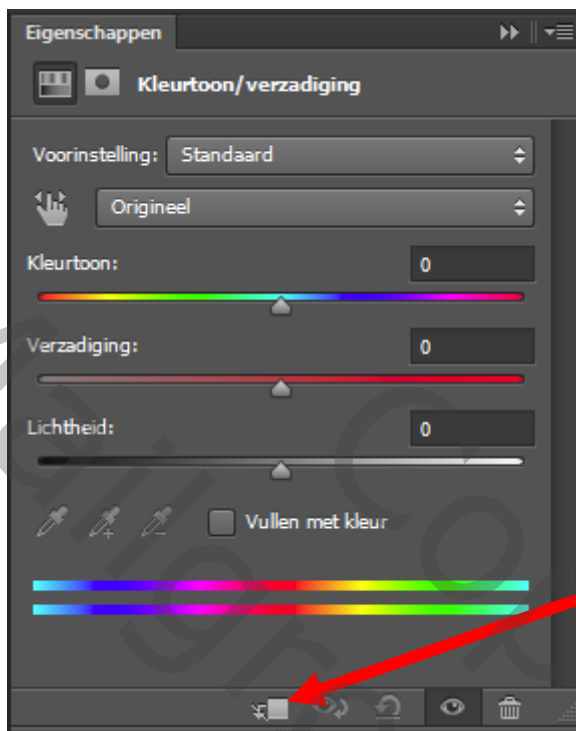 Eigenschappen
Kleurtoon/verzadiging
Voorinstelling: Standaard
Origineel
Kleurtoon: 0
Verzadiging: 0
Lichtheid: 0
Vullen met kleur